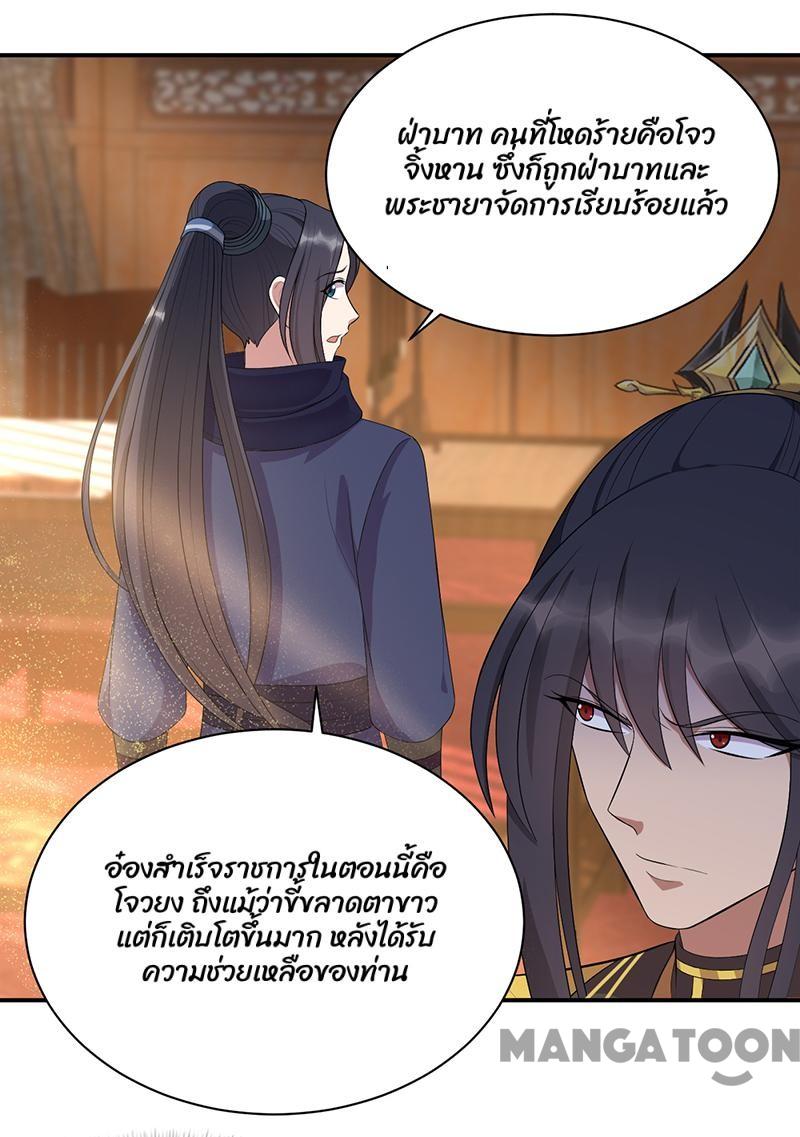 ฝ่าบาท คนที่โหดร้ายคือโจว
จิ้งหาน ซึ่งก็ถูกฝ่าบาทและ
พระชายาจัดการเรียบร้อยแล้ว
อ๋องสำเร็จราชการในตอนนี้คือ
โจวยง ถึงแม้ว่าขี้ขลาดตาขาว
แต่ก็เติบโตขึ้นมาก หลังได้รับ
ความช่วยเหลือของท่าน
MANGATOON